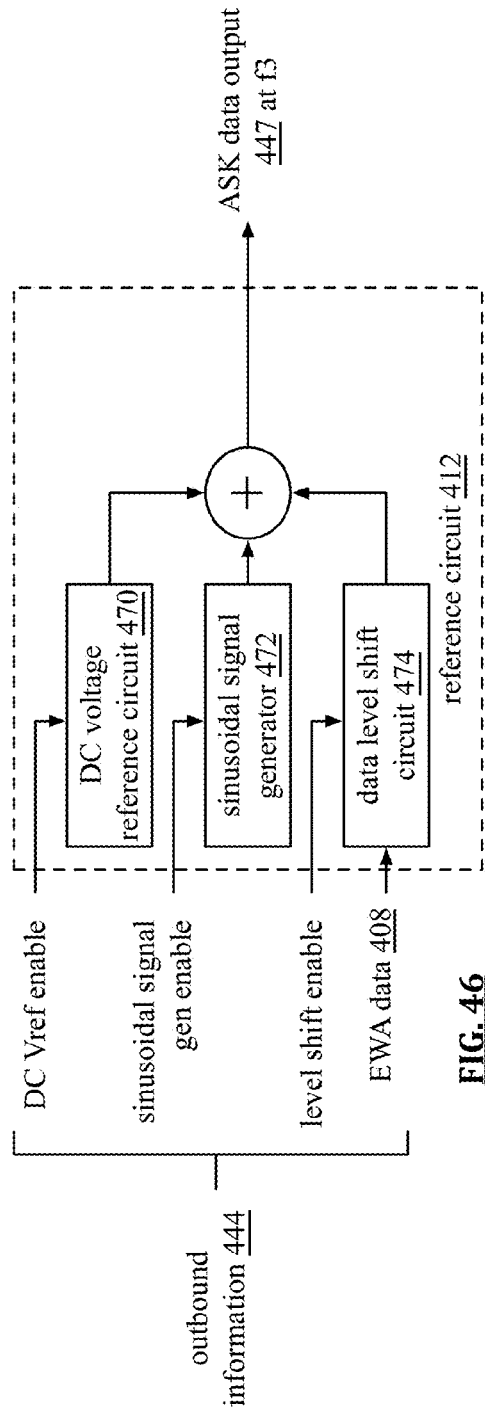 outbound
information 444
DC Vref enable
sinusoidal signal
gen enable
level shift enable
EWA data 408
DC voltage
reference circuit 470
sinusoidal signal
generator 472
data level shift
circuit 474
+
reference circuit 412
ASK data output
447 at f3
FIG. 46